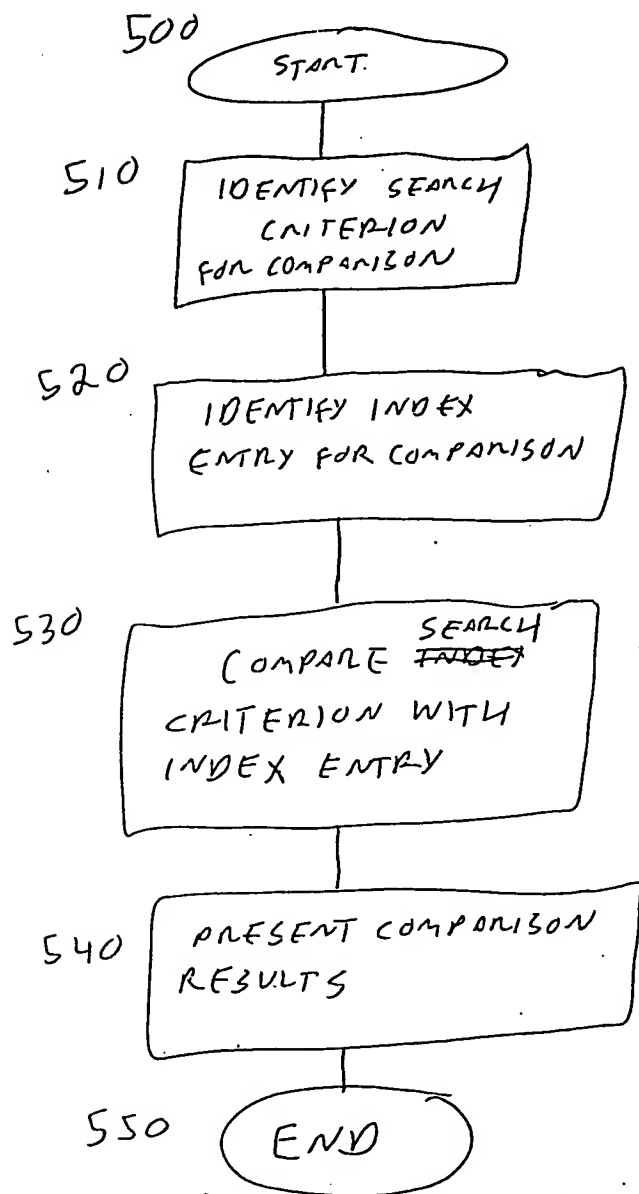 500
START.
510
IDENTIFY SEARCH
CRITERION
FOR COMPARISON
520
IDENTIFY INDEX
ENTRY FOR COMPARISON
530
SEARCH
COMPARE INDEX
CRITERION WITH
INDEX ENTRY
540
PRESENT COMPARISON
RESULTS
550
END